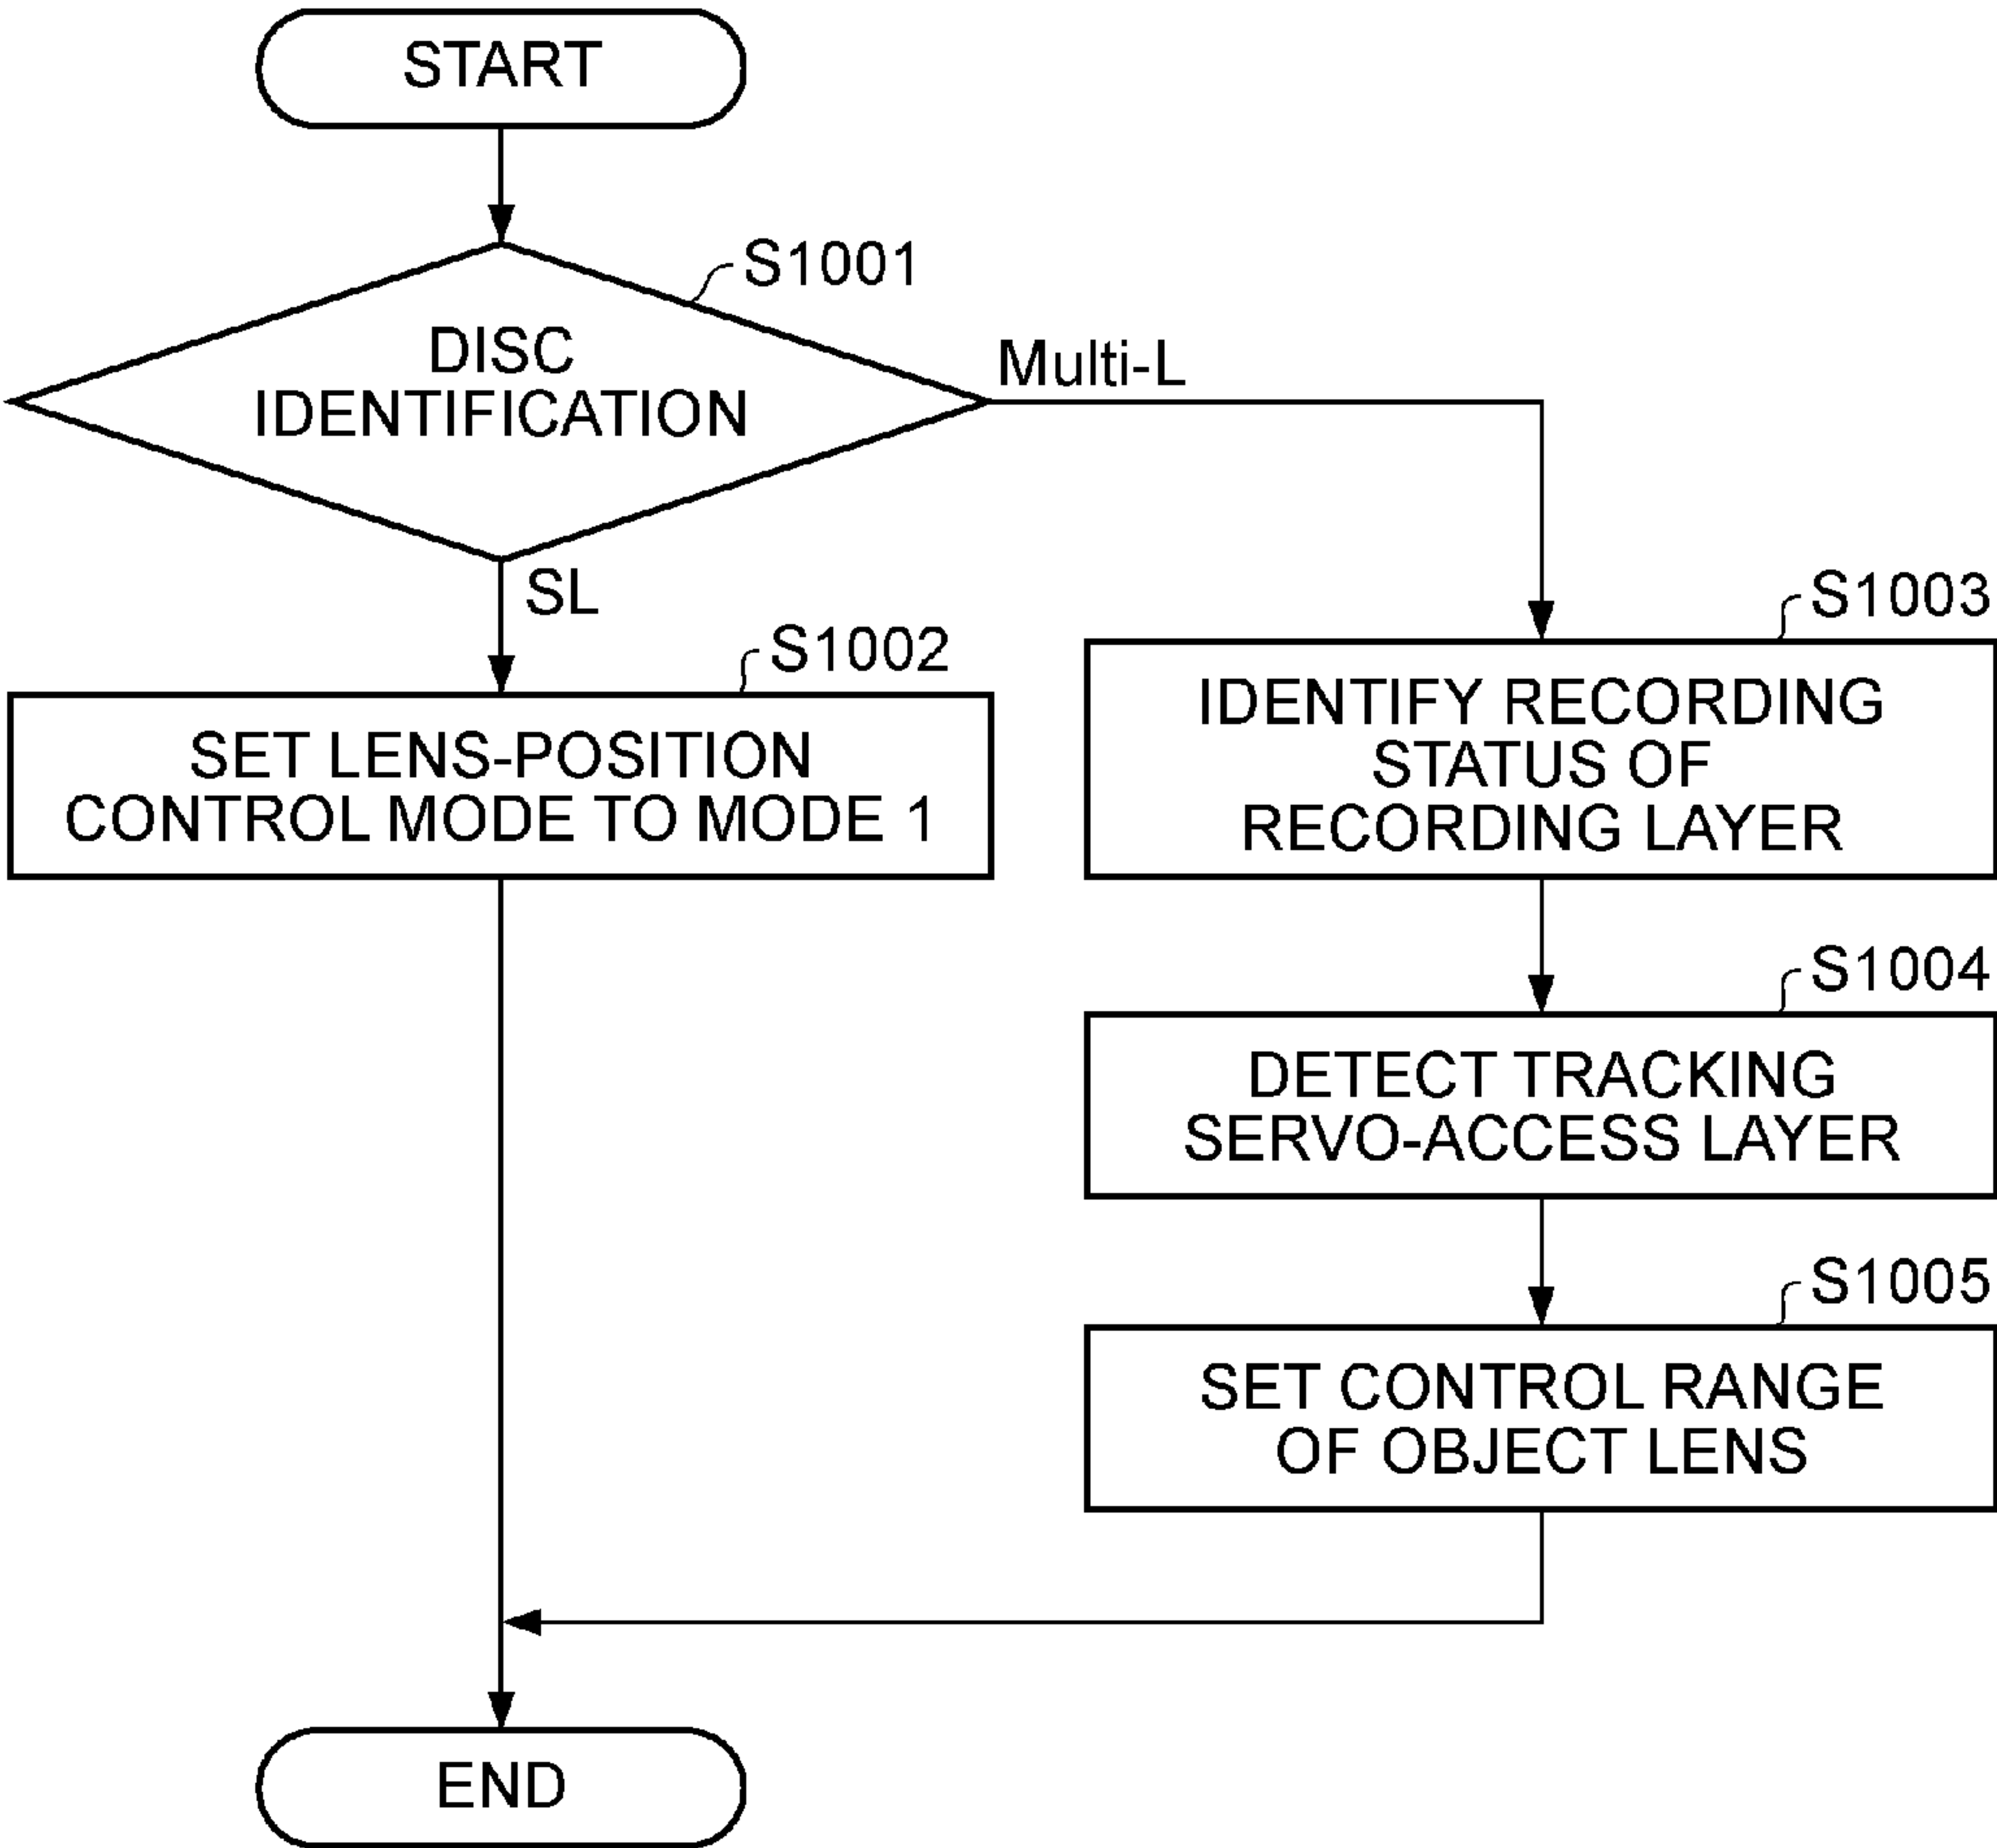 START
S1001
DISC
IDENTIFICATION
Multi-L
SL
S1002
SET LENS-POSITION
CONTROL MODE TO MODE 1
S1003
IDENTIFY RECORDING
STATUS OF
RECORDING LAYER
S1004
DETECT TRACKING
SERVO-ACCESS LAYER
S1005
SET CONTROL RANGE
OF OBJECT LENS
END